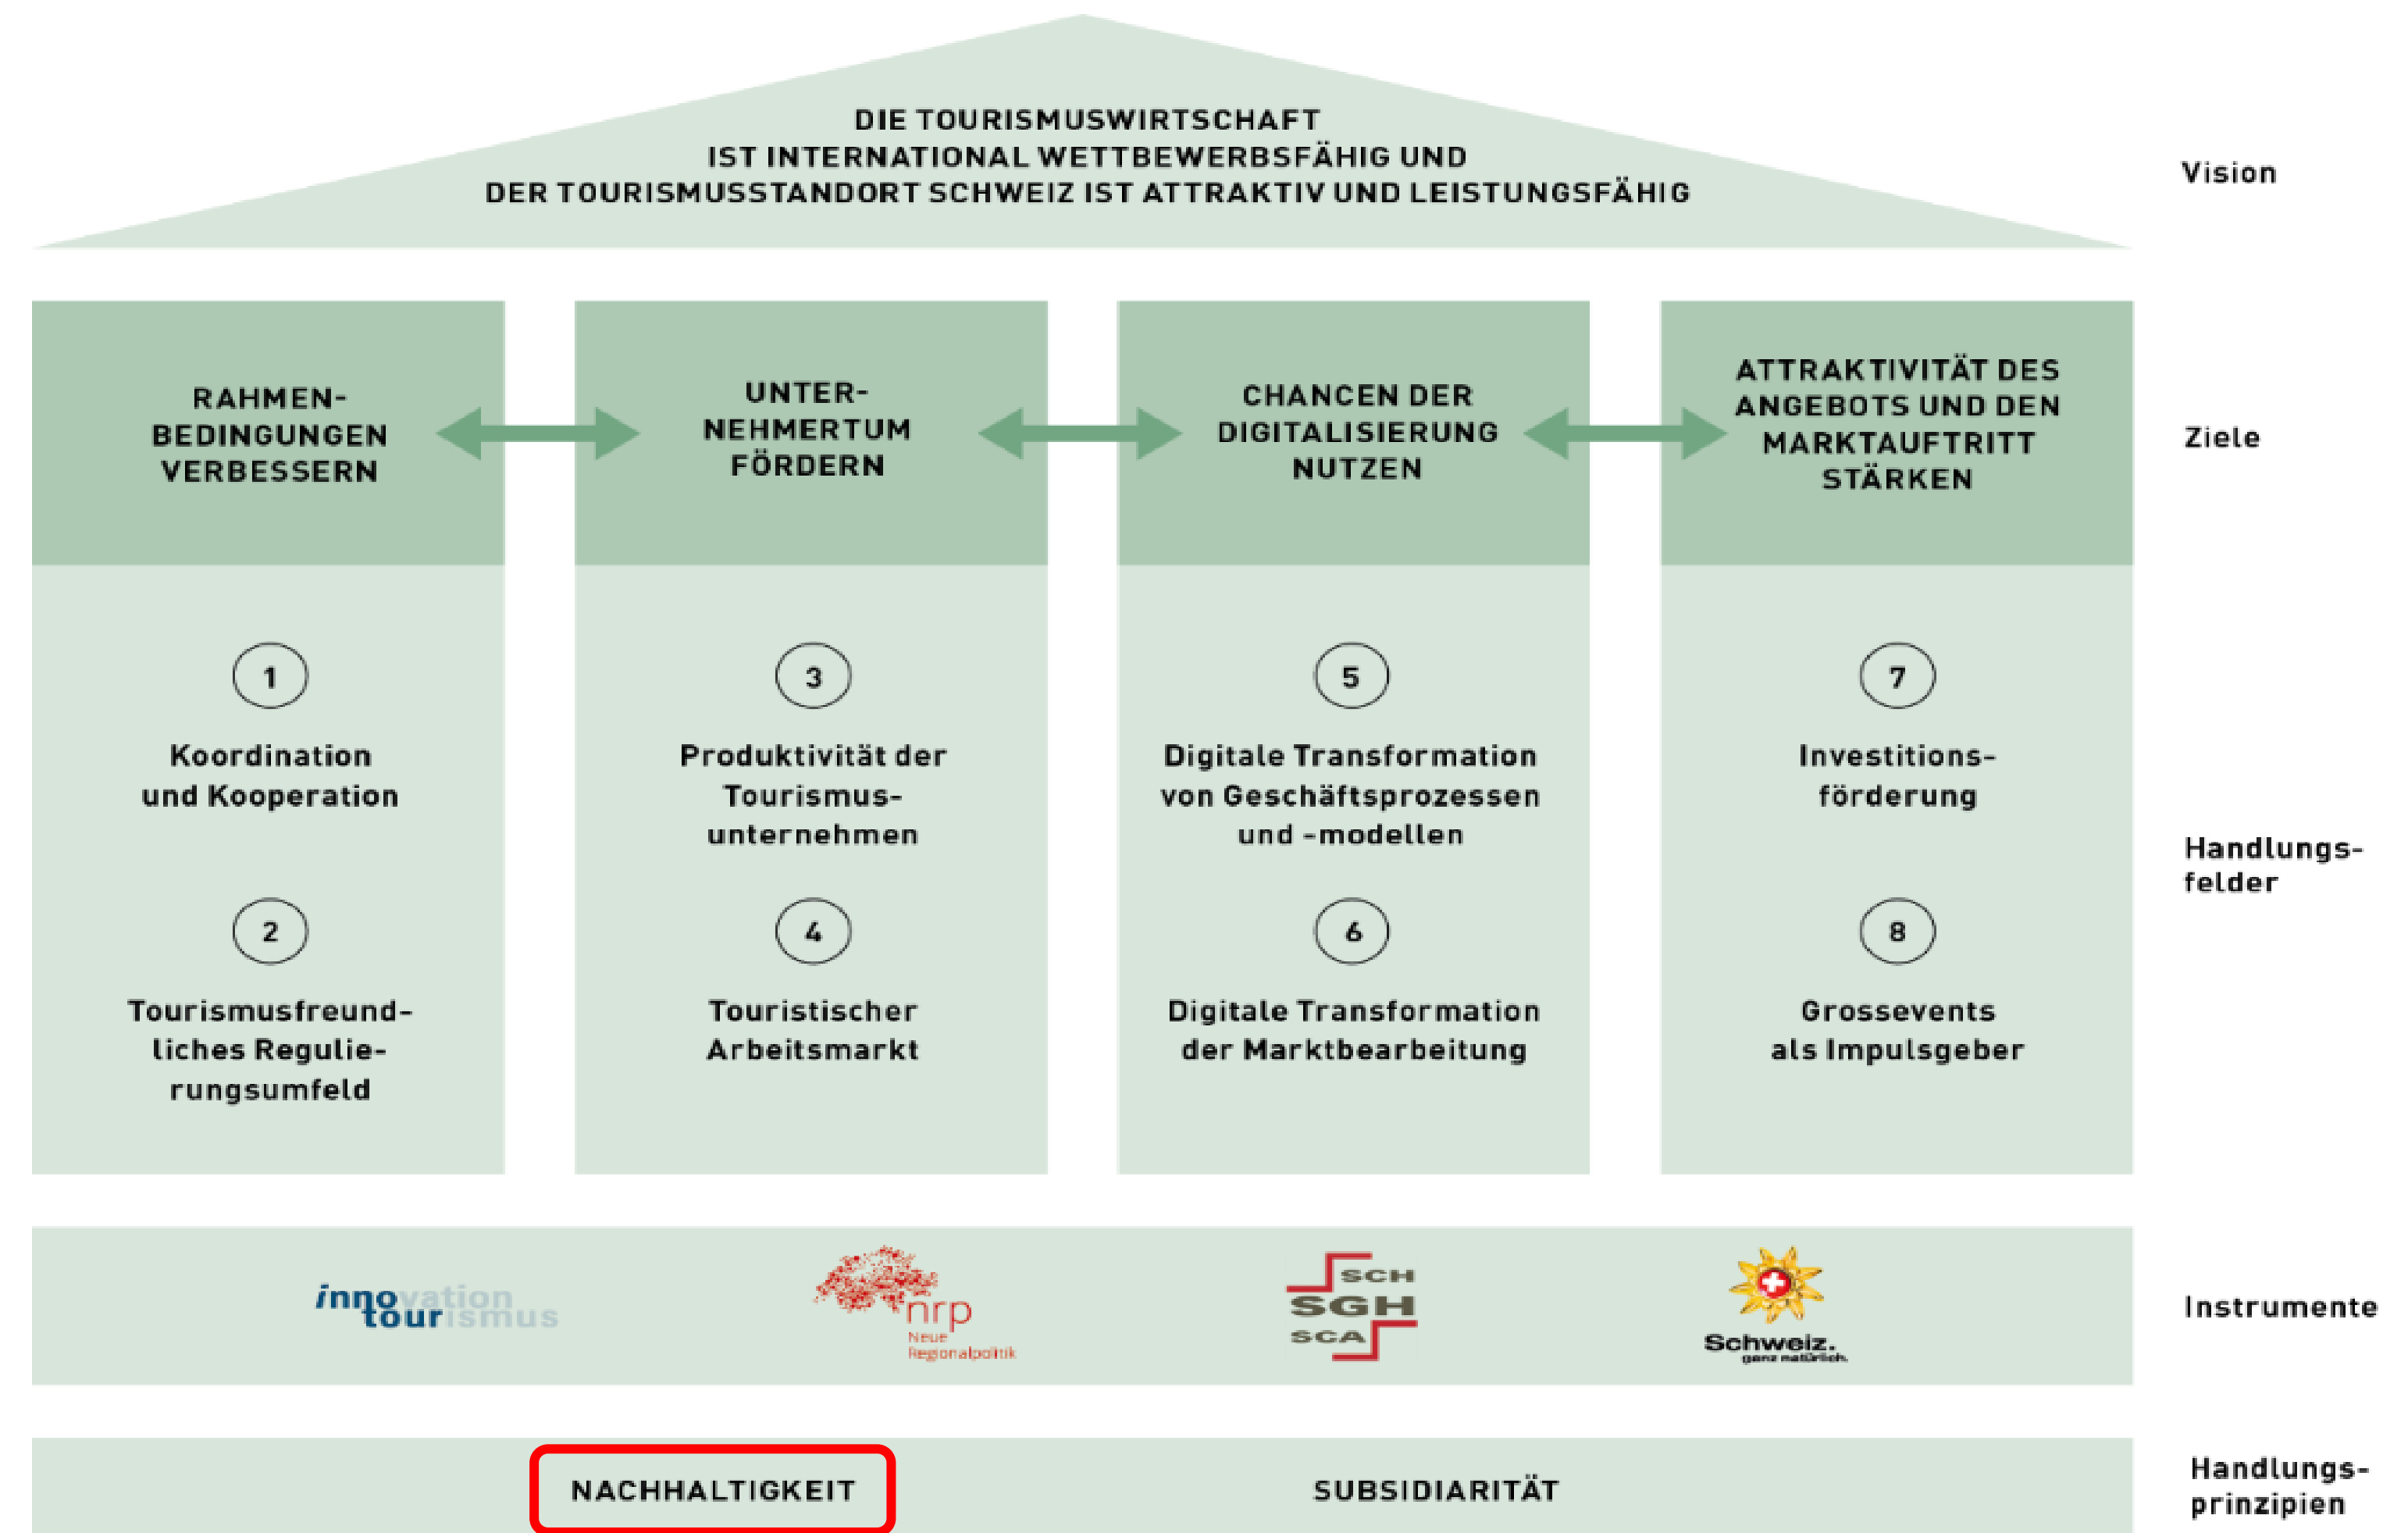 DIE TOURISMUSWIRTSCHAFT
IST INTERNATIONAL WETTBEWERBSFÄHIG UND
DER TOURISMUSSTANDORT SCHWEIZ IST ATTRAKTIV UND LEISTUNGSFÄHIG
Vision
RAHMEN-
BEDINGUNGEN
VERBESSERN
UNTER-
NEHMERTUM
FÖRDERN
CHANCEN DER
DIGITALISIERUNG
NUTZEN
ATTRAKTIVITÄT DES
ANGEBOTS UND DEN
MARKTAUFTRITT
STÄRKEN
Ziele
1
Koordination
und Kooperation
2
Tourismusfreund-
liches Regulie-
rungsumfeld
3
Produktivität der
Tourismus-
unternehmen
4
Touristischer
Arbeitsmarkt
5
Digitale Transformation
von Geschäftsprozessen
und -modellen
6
Digitale Transformation
der Marktbearbeitung
7
Investitions-
förderung
8
Grossevents
als Impulsgeber
Handlungs-
felder
innovation
tourismus
nrp
Neue
Regionalpolitik
SCH
SGH
SCA
Schweiz.
ganz natürlich.
Instrumente
NACHHALTIGKEIT
SUBSIDIARITÄT
Handlungs-
prinzipien